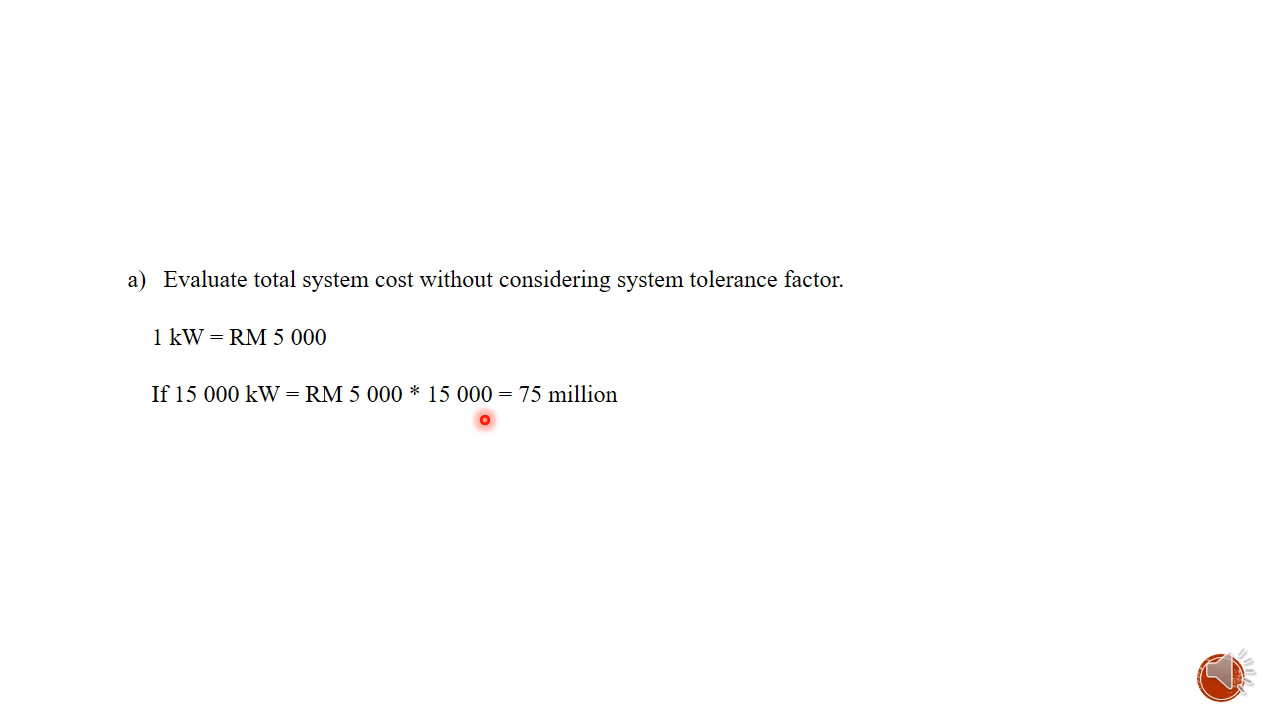 a) Evaluate total system cost without considering system tolerance factor.
1 kW = RM 5 000
If 15 000 kW = RM 5 000 * 15 000 = 75 million